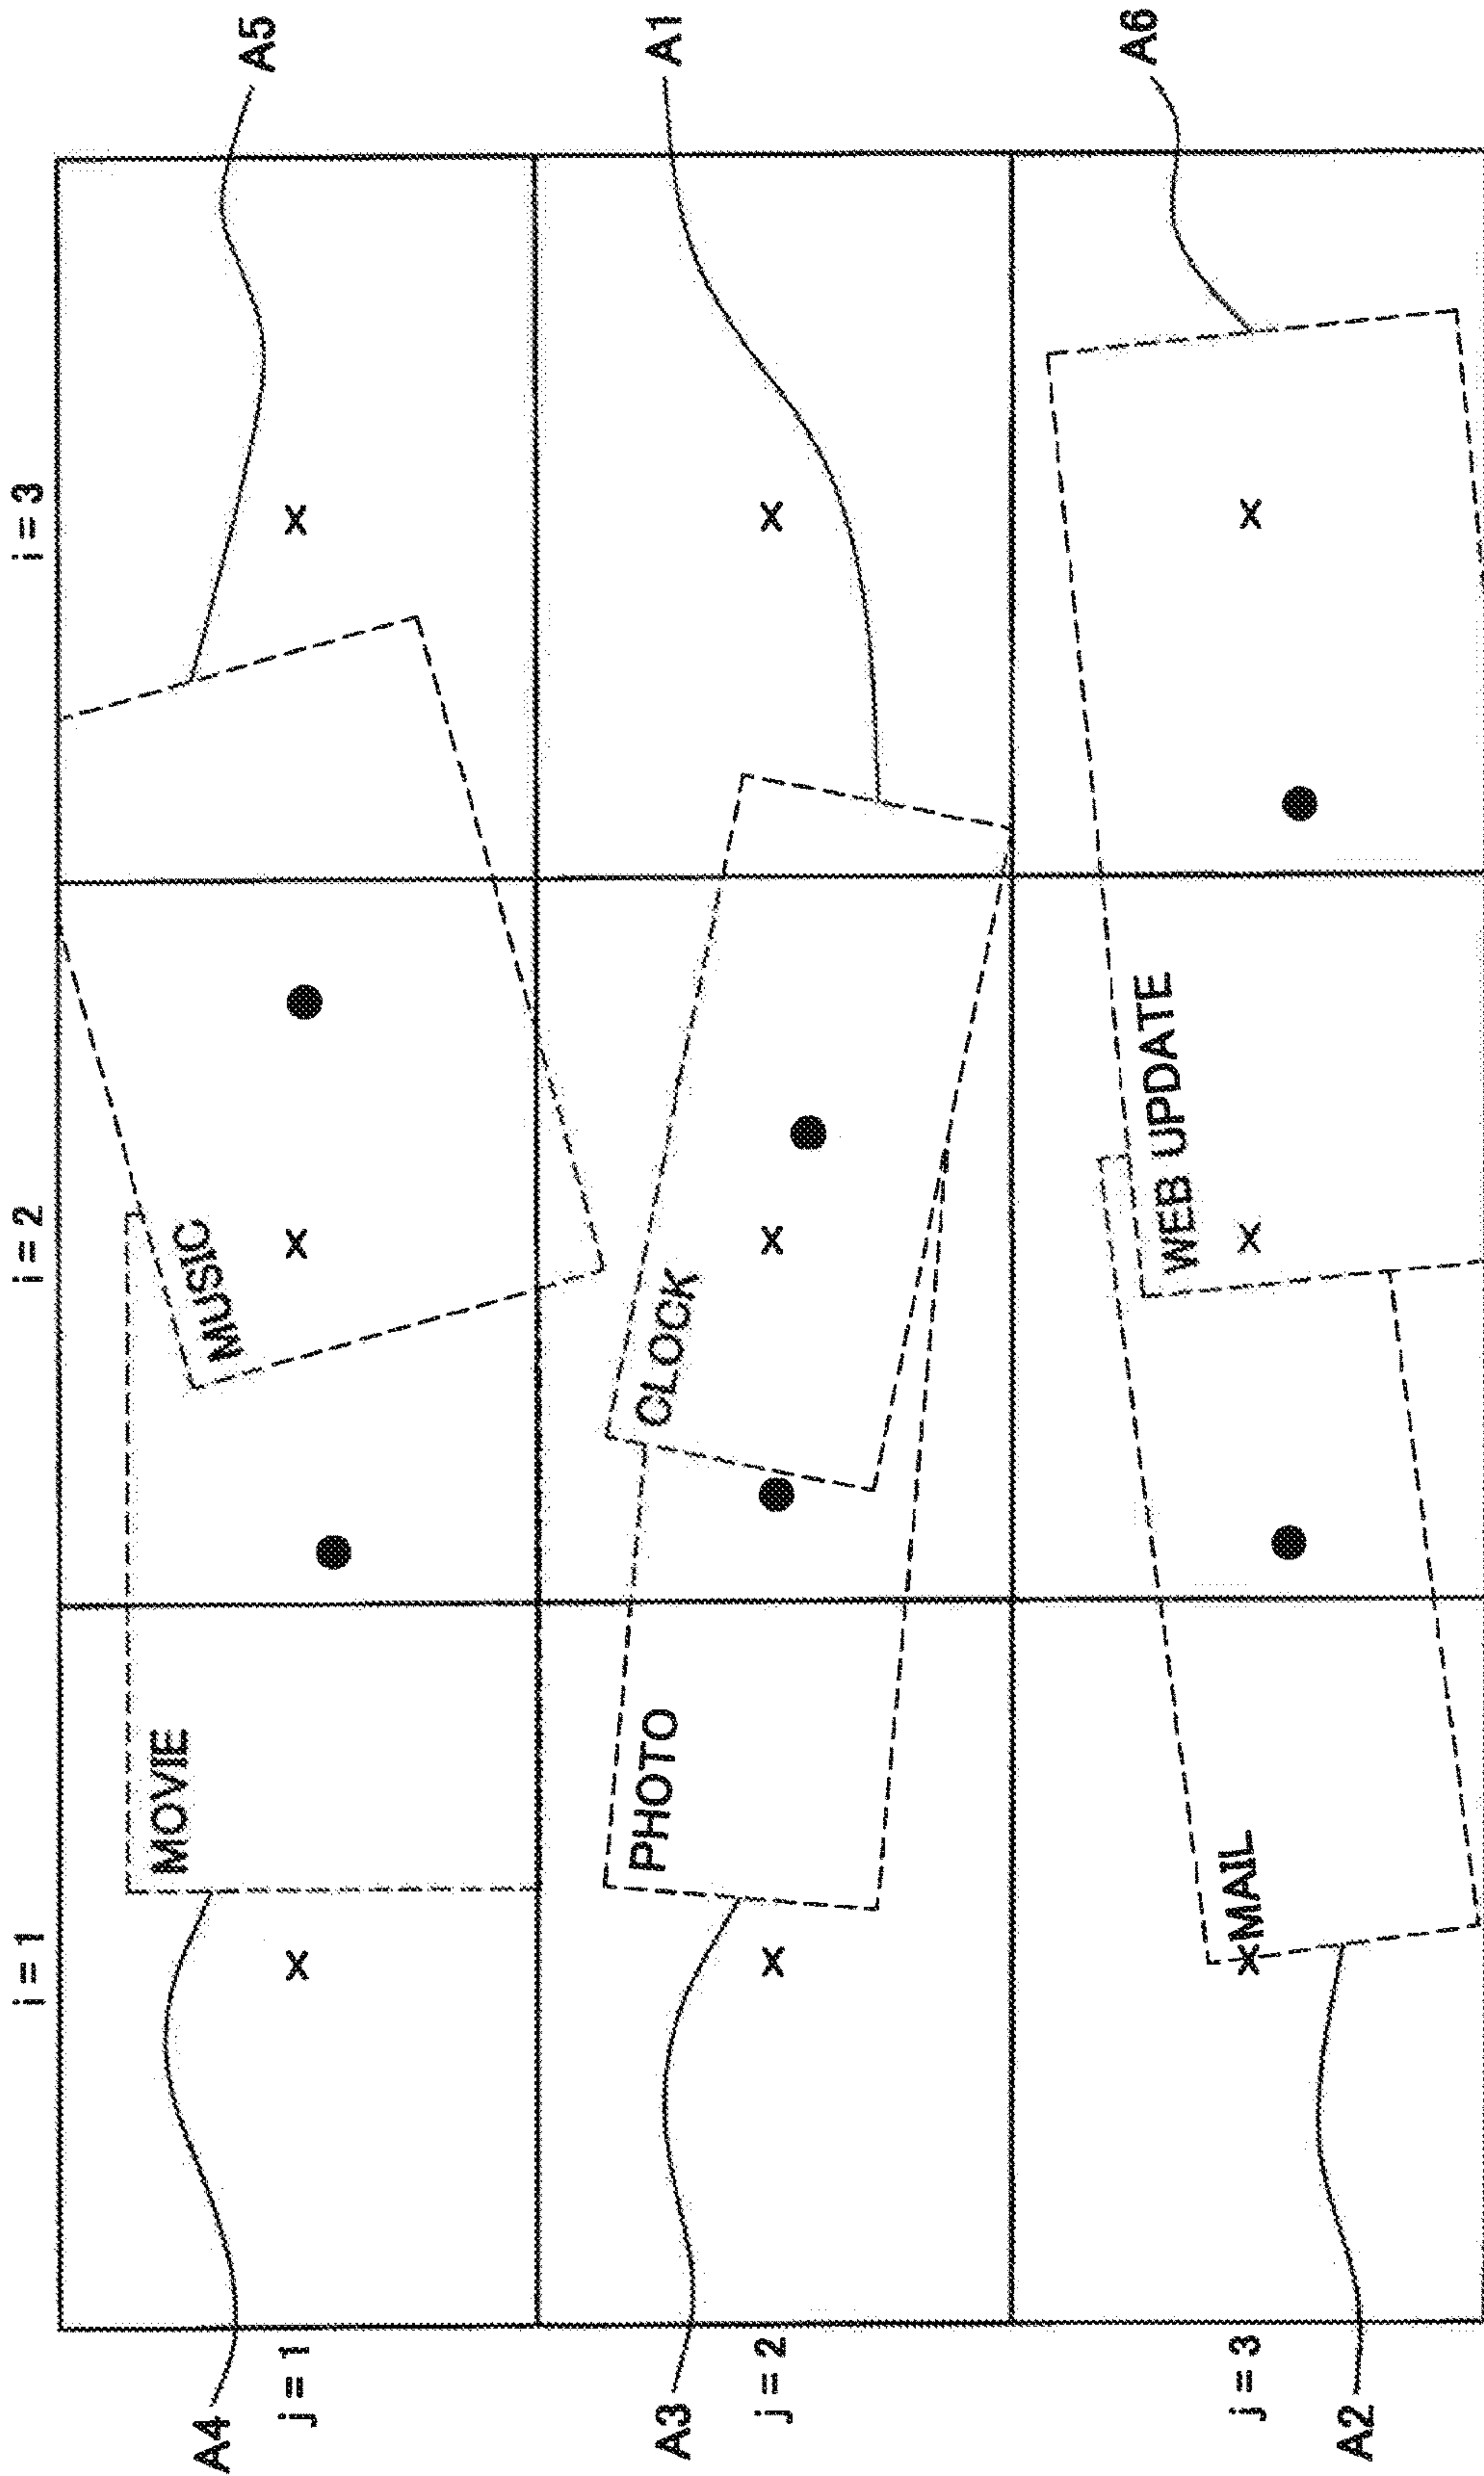 i = 1
i = 2
i = 3
A4
j = 1
MOVIE
MUSIC
A5
A3
j = 2
PHOTO
CLOCK
A1
j = 3
A2
x MAIL
WEB UPDATE
A6
x
x
x
x
x
x
x
x